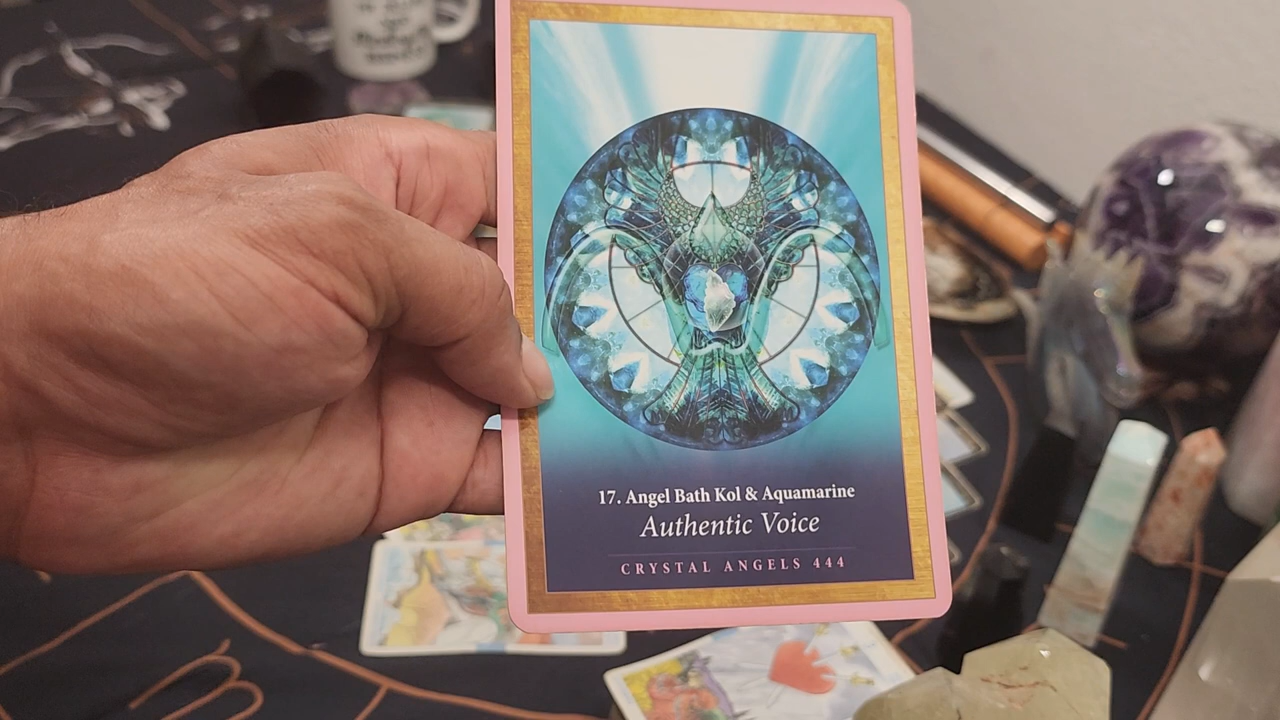 17. Angel Bath Kol & Aquamarine
Authentic Voice
CRYSTAL ANGELS 444